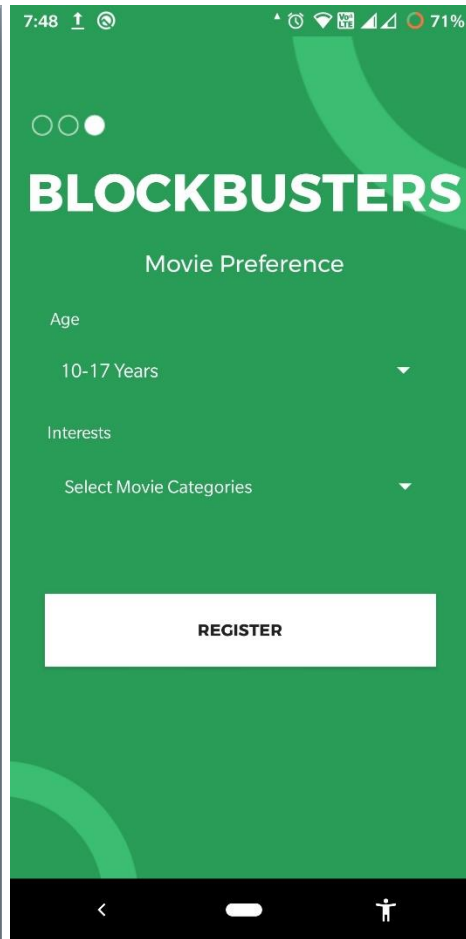 7:48 71%
BLOCKBUSTERS
Movie Preference
Age
10-17 Years
Interests
Select Movie Categories
REGISTER